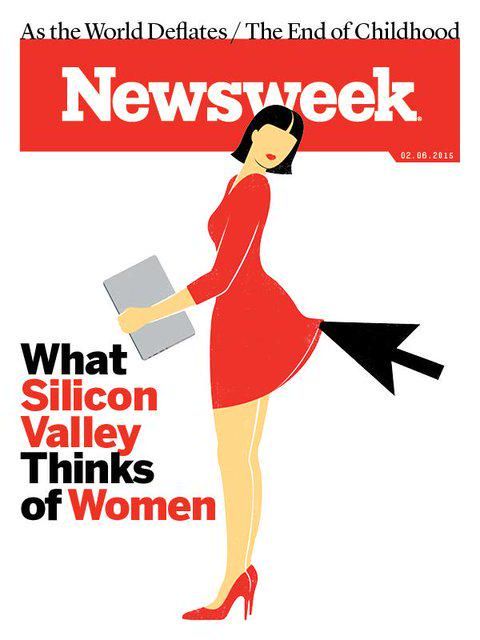 As the World Deflates / The End of Childhood
Newsweek®
02.06.2015
What
Silicon
Valley
Thinks
of Women